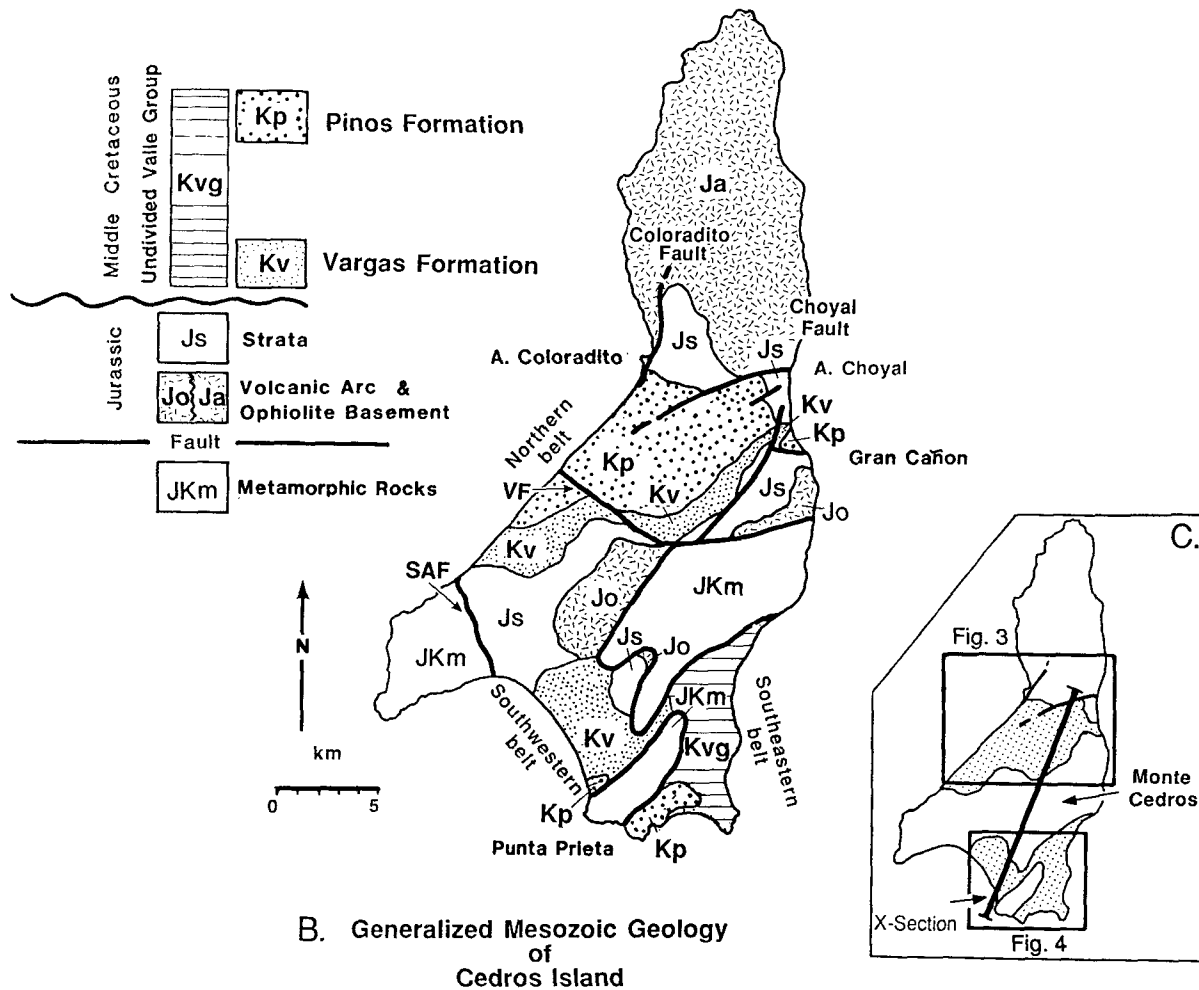 Middle Cretaceous
Undivided Valle Group
Kvg
Kp
Pinos Formation
Kv
Vargas Formation
Jurassic
Js
Strata
Jo
Ja
Volcanic Arc &
Ophiolite Basement
Fault
JKm
Metamorphic Rocks
N
km
0
5
Ja
Coloradito
Fault
Choyal
Fault
Js
Js
A. Coloradito
A. Choyal
Kv
Kp
Northern
belt
Kp
Gran Cañon
VF
Kv
Js
Jo
Kv
SAF
Jo
JKm
Js
Js
Jo
JKm
JKm
Southwestern
belt
Kv
Kvg
Southeastern
belt
Kp
Punta Prieta
Kp
B. Generalized Mesozoic Geology
of
Cedros Island
C.
Fig. 3
Monte
Cedros
X-Section
Fig. 4